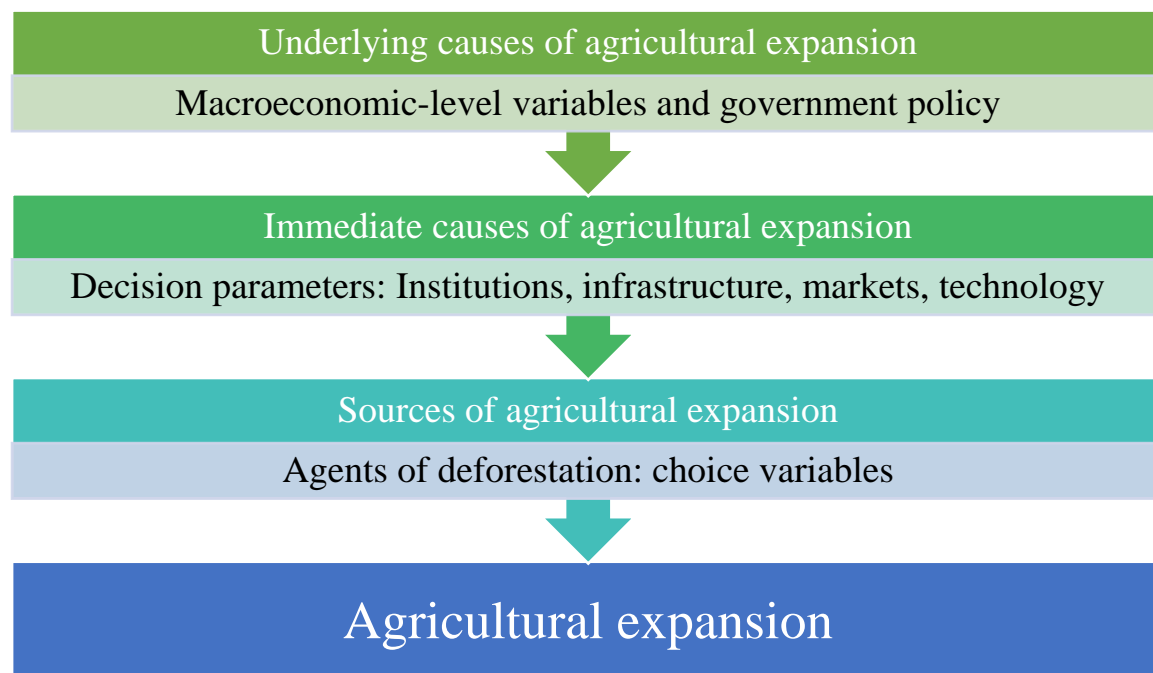 Underlying causes of agricultural expansion
Macroeconomic-level variables and government policy
Immediate causes of agricultural expansion
Decision parameters: Institutions, infrastructure, markets, technology
Sources of agricultural expansion
Agents of deforestation: choice variables
Agricultural expansion